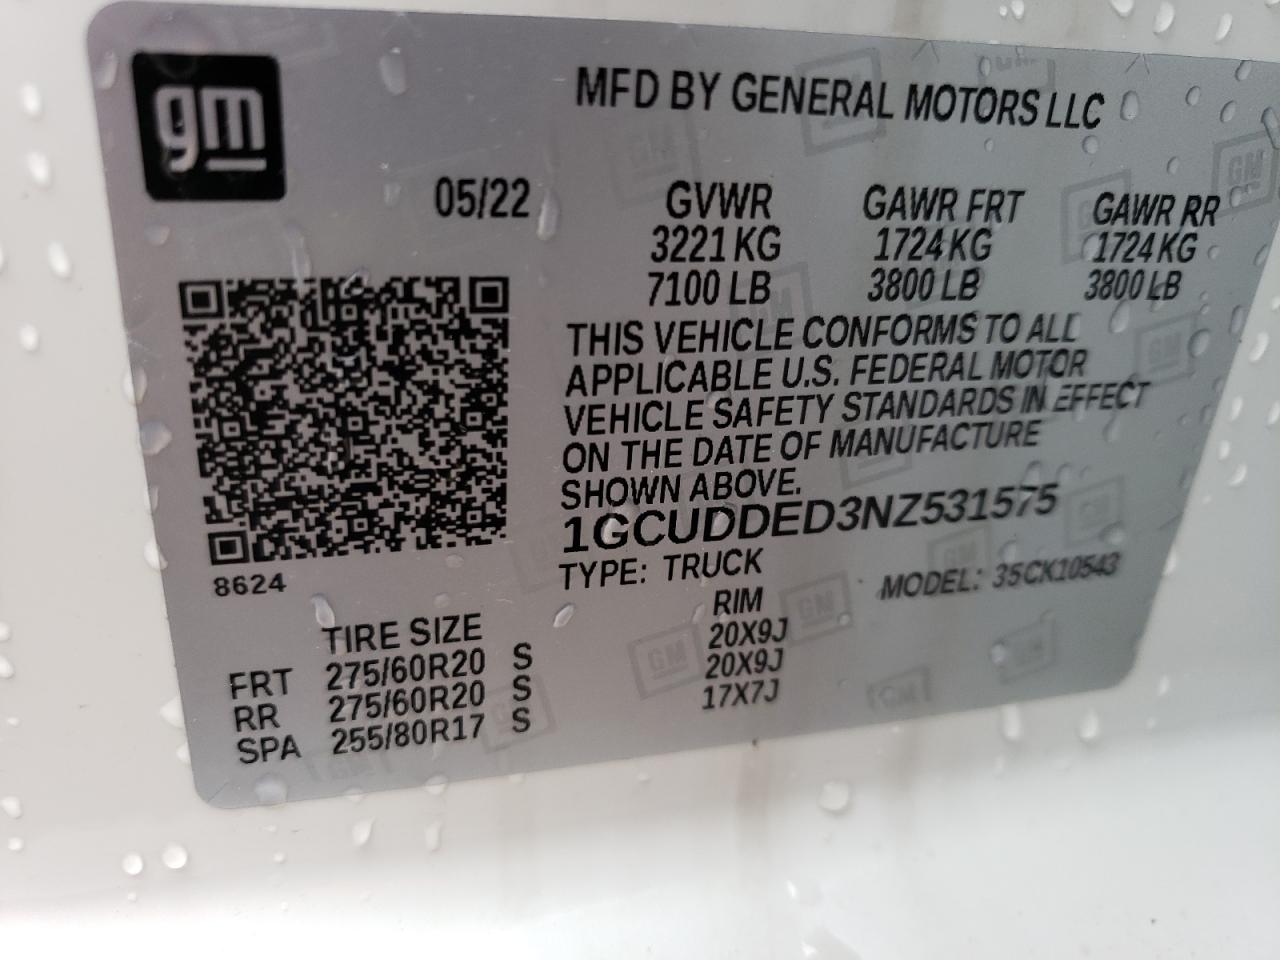 gm
MFD BY GENERAL MOTORS LLC
05/22 GVWR GAWR FRT GAWR RR
3221 KG 1724 KG 1724 KG
7100 LB 3800 LB 3800 LB
THIS VEHICLE CONFORMS TO ALL
APPLICABLE U.S. FEDERAL MOTOR
VEHICLE SAFETY STANDARDS IN EFFECT
ON THE DATE OF MANUFACTURE
SHOWN ABOVE.
1GCUDDED3NZ531575
8624 TYPE: TRUCK MODEL: 35CK10543
TIRE SIZE RIM
FRT 275/60R20 S 20X9J
RR 275/60R20 S 20X9J
SPA 255/80R17 S 17X7J